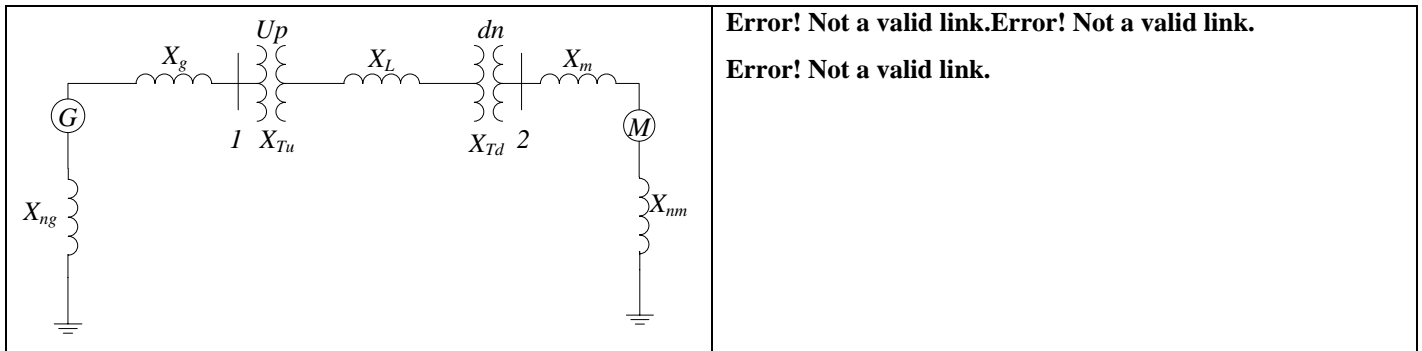 Up
dn
Xg
XL
Xm
G
M
1
XTu
XTd
2
Xng
Xnm
Error! Not a valid link.Error! Not a valid link.
Error! Not a valid link.